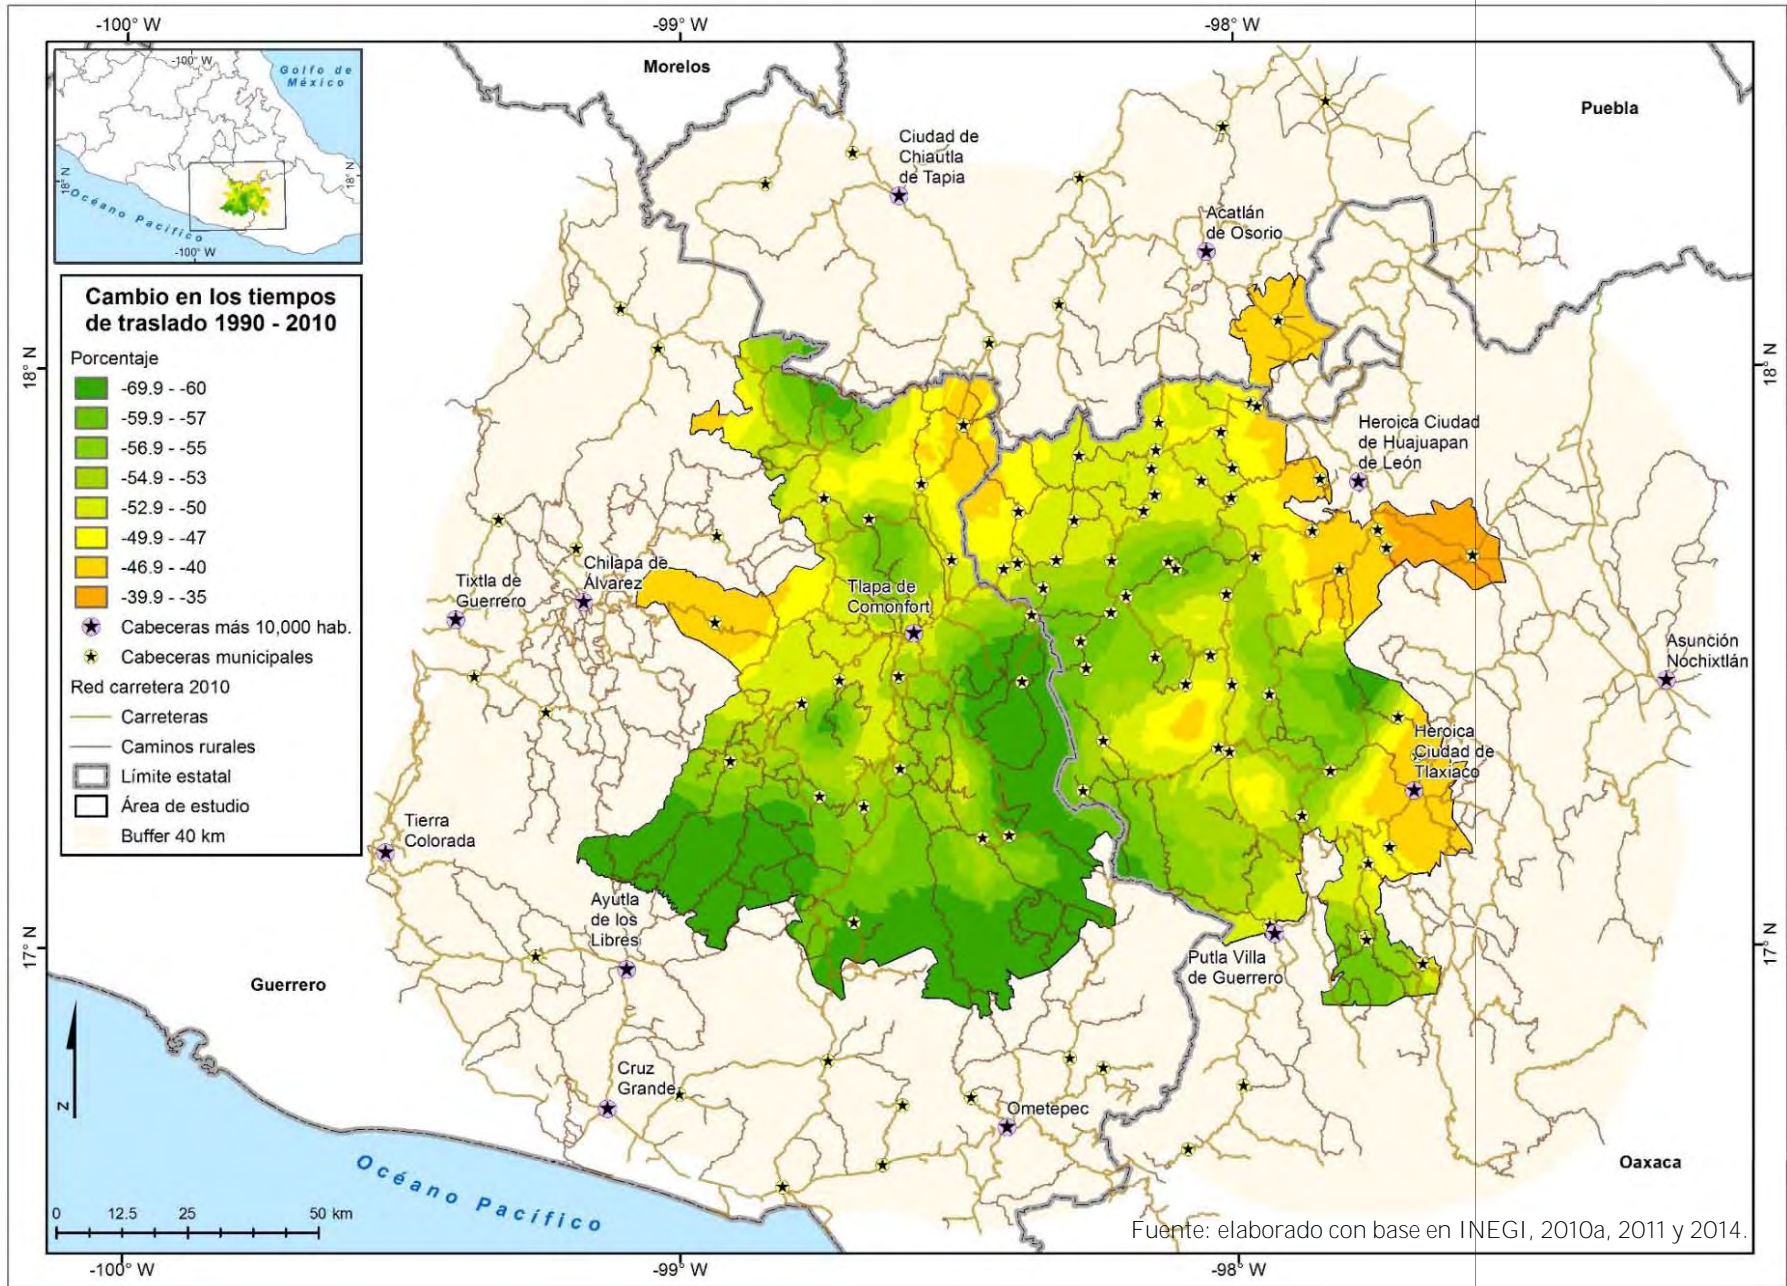 -100° W
-99° W
-98° W
-100° W
Golfo de
México
18° N
18° N
Océano Pacífico
-100° W
Morelos
Puebla
Ciudad de
Chiautla
de Tapia
Acatlán
de Osorio
Cambio en los tiempos
de traslado 1990 - 2010
Porcentaje
-69.9 - -60
-59.9 - -57
-56.9 - -55
-54.9 - -53
-52.9 - -50
-49.9 - -47
-46.9 - -40
-39.9 - -35
Cabeceras más 10,000 hab.
Cabeceras municipales
Red carretera 2010
Carreteras
Caminos rurales
Límite estatal
Área de estudio
Buffer 40 km
18° N
18° N
Heroica Ciudad
de Huajuapan
de León
Chilapa de
Álvarez
Tixtla de
Guerrero
Tlapa de
Comonfort
Asunción
Nochixtlán
Heroica
Ciudad de
Tlaxiaco
Tierra
Colorada
Ayutla
de los
Libres
17° N
17° N
Putla Villa
de Guerrero
Guerrero
Cruz
Grande
Ometepec
Oaxaca
N
Océano Pacífico
0 12.5 25 50 km
Fuente: elaborado con base en INEGI, 2010a, 2011 y 2014.
-100° W
-99° W
-98° W